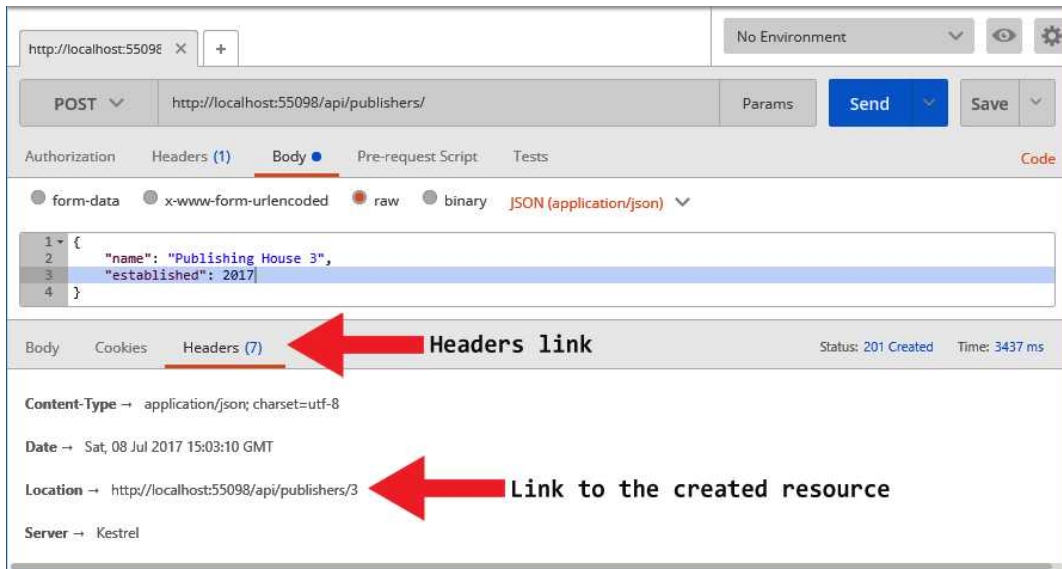 http://localhost:5509 × +
No Environment
POST http://localhost:55098/api/publishers/ Params Send Save
Authorization Headers (1) Body Pre-request Script Tests Code
form-data x-www-form-urlencoded raw binary JSON (application/json)
1 {
2 "name": "Publishing House 3",
3 "established": 2017
4 }
Body Cookies Headers (7) Headers link Status: 201 Created Time: 3437 ms
Content-Type → application/json; charset=utf-8
Date → Sat, 08 Jul 2017 15:03:10 GMT
Location → http://localhost:55098/api/publishers/3 Link to the created resource
Server → Kestrel